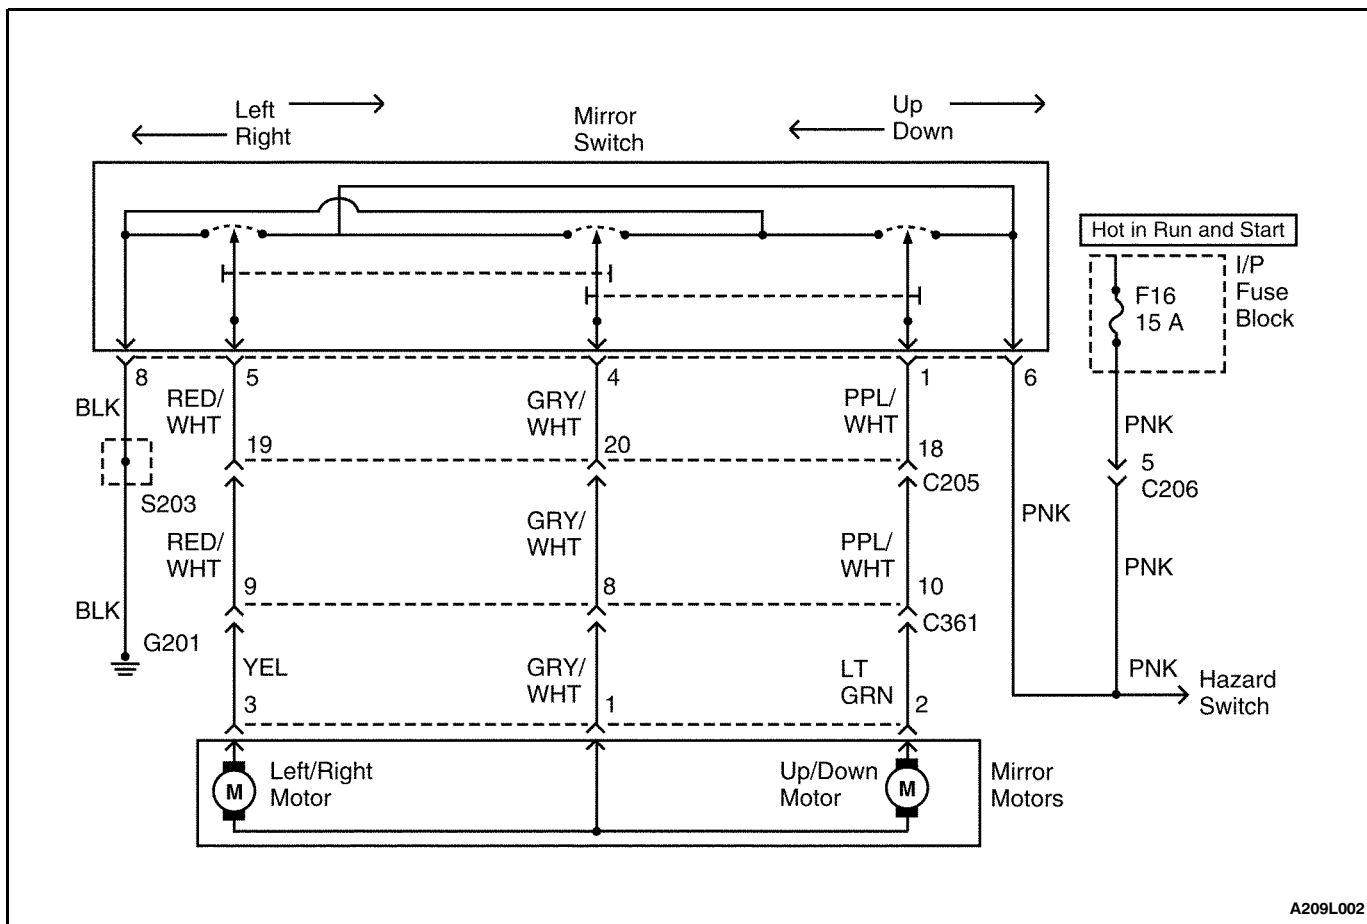 Left
Right
Mirror
Switch
Up
Down
Hot in Run and Start
I/P
Fuse
Block
F16
15 A
8
5
4
1
6
BLK
RED/
WHT
GRY/
WHT
PPL/
WHT
PNK
19
20
18
5
C206
S203
C205
PNK
RED/
WHT
GRY/
WHT
PPL/
WHT
PNK
9
8
10
BLK
G201
C361
YEL
GRY/
WHT
LT
GRN
PNK
Hazard
Switch
3
1
2
M
Left/Right
Motor
Up/Down
Motor
M
Mirror
Motors
A209L002